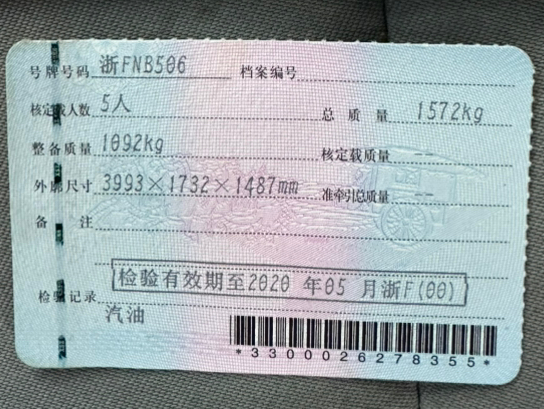 号牌号码 浙FNB506 档案编号
核定载人数 5人 总质量 1572kg
整备质量 1092kg 核定载质量 --
外廓尺寸 3993×1732×1487mm 准牵引总质量 --
备注
检验有效期至2020 年05 月浙F(00)
检验记录
汽油
*3300026278355*